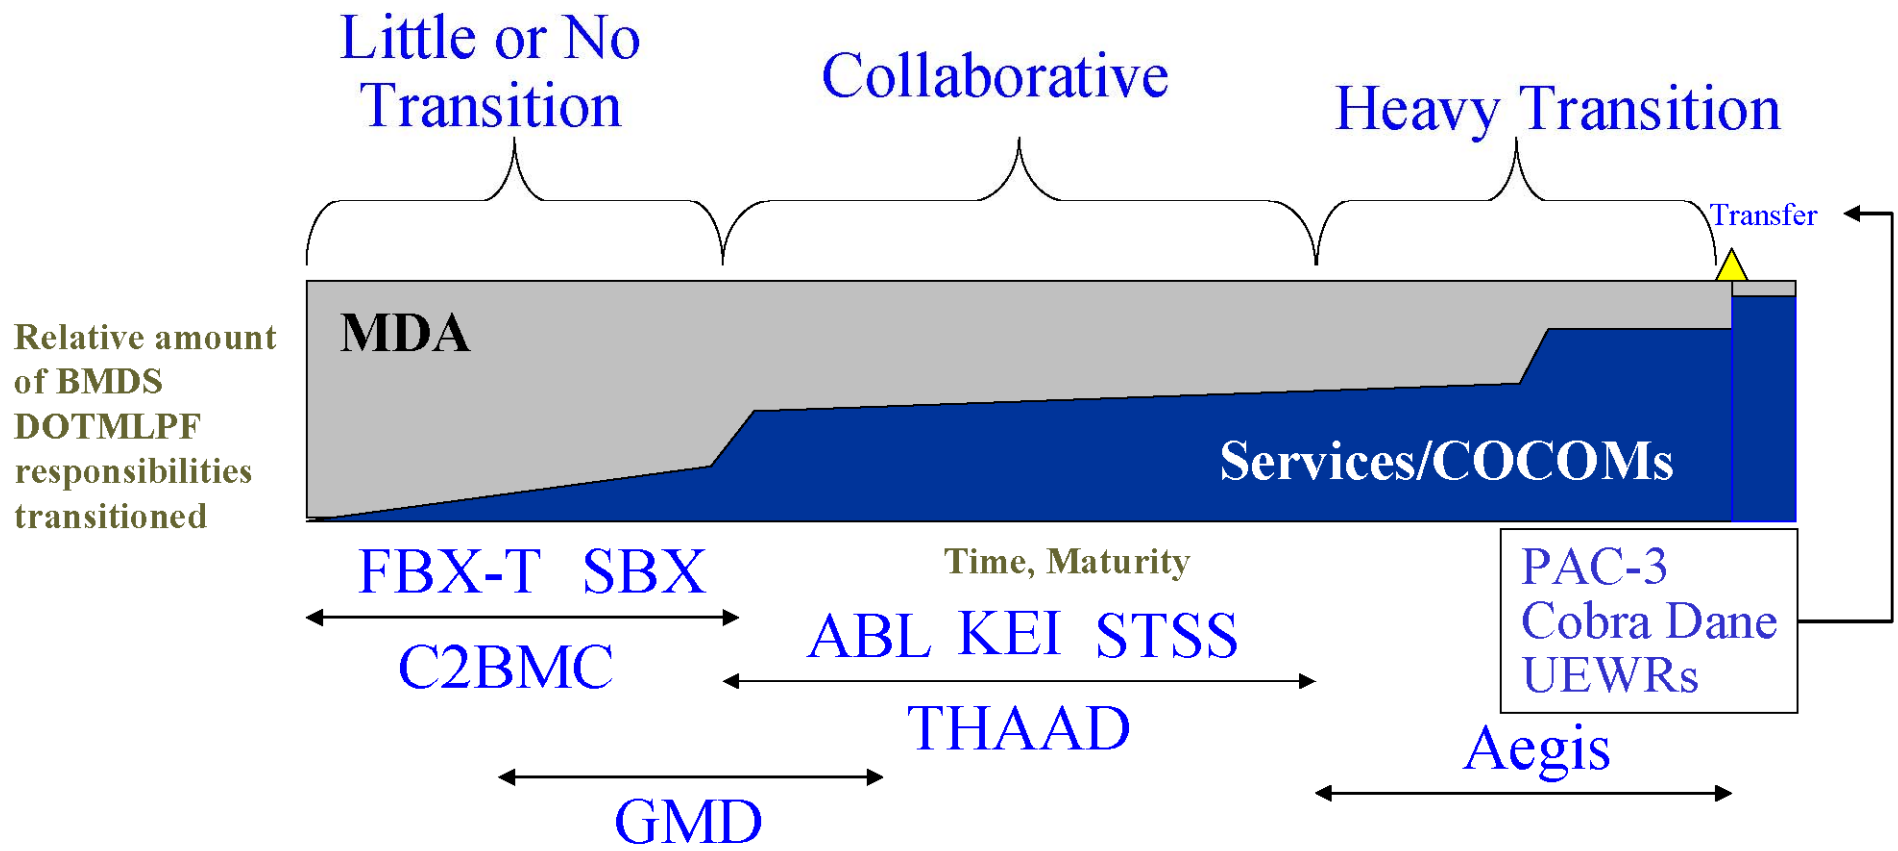 Little or No
Transition
Collaborative
Heavy Transition
Transfer
MDA
Relative amount
of BMDS
DOTMLPF
responsibilities
transitioned
Services/COCOMs
FBX-T SBX
Time, Maturity
C2BMC
ABL KEI STSS
THAAD
GMD
PAC-3
Cobra Dane
UEWRs
Aegis